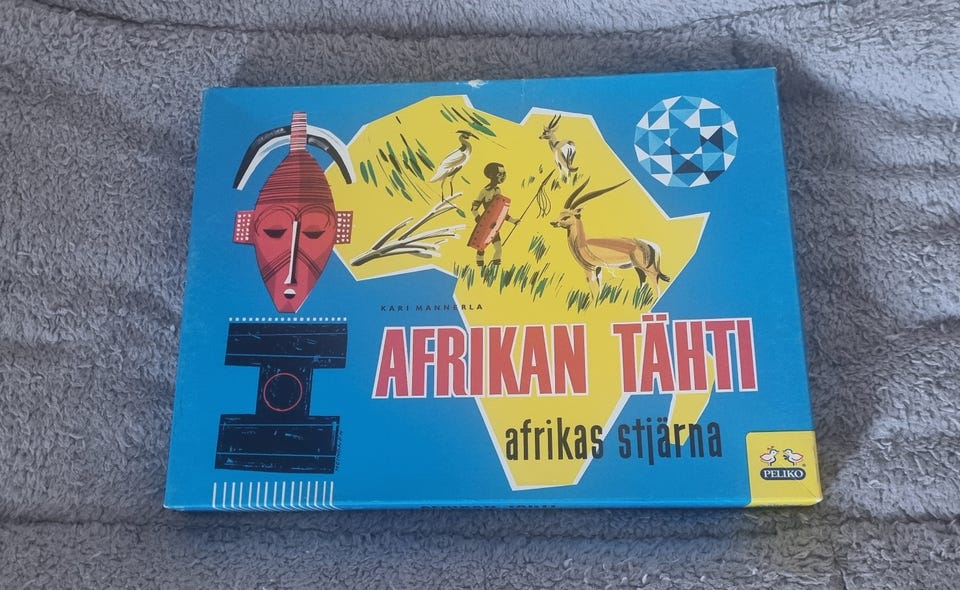 KARI MANNERLA
AFRIKAN TÄHTI
afrikas stjärna
PELIKO